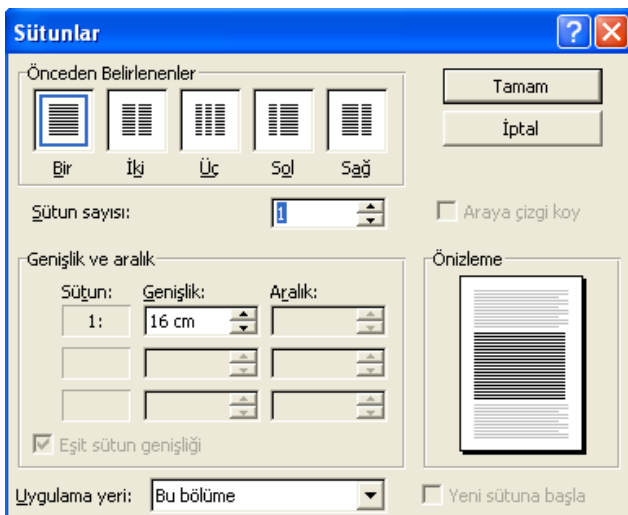 Sütunlar
Önceden Belirlenenler
Bir İki Üç Sol Sağ
Tamam
İptal
Sütun sayısı: 1
Araya çizgi koy
Genişlik ve aralık
Sütun: Genişlik: Aralık:
1: 16 cm
Eşit sütun genişliği
Önizleme
Uygulama yeri: Bu bölüme
Yeni sütuna başla